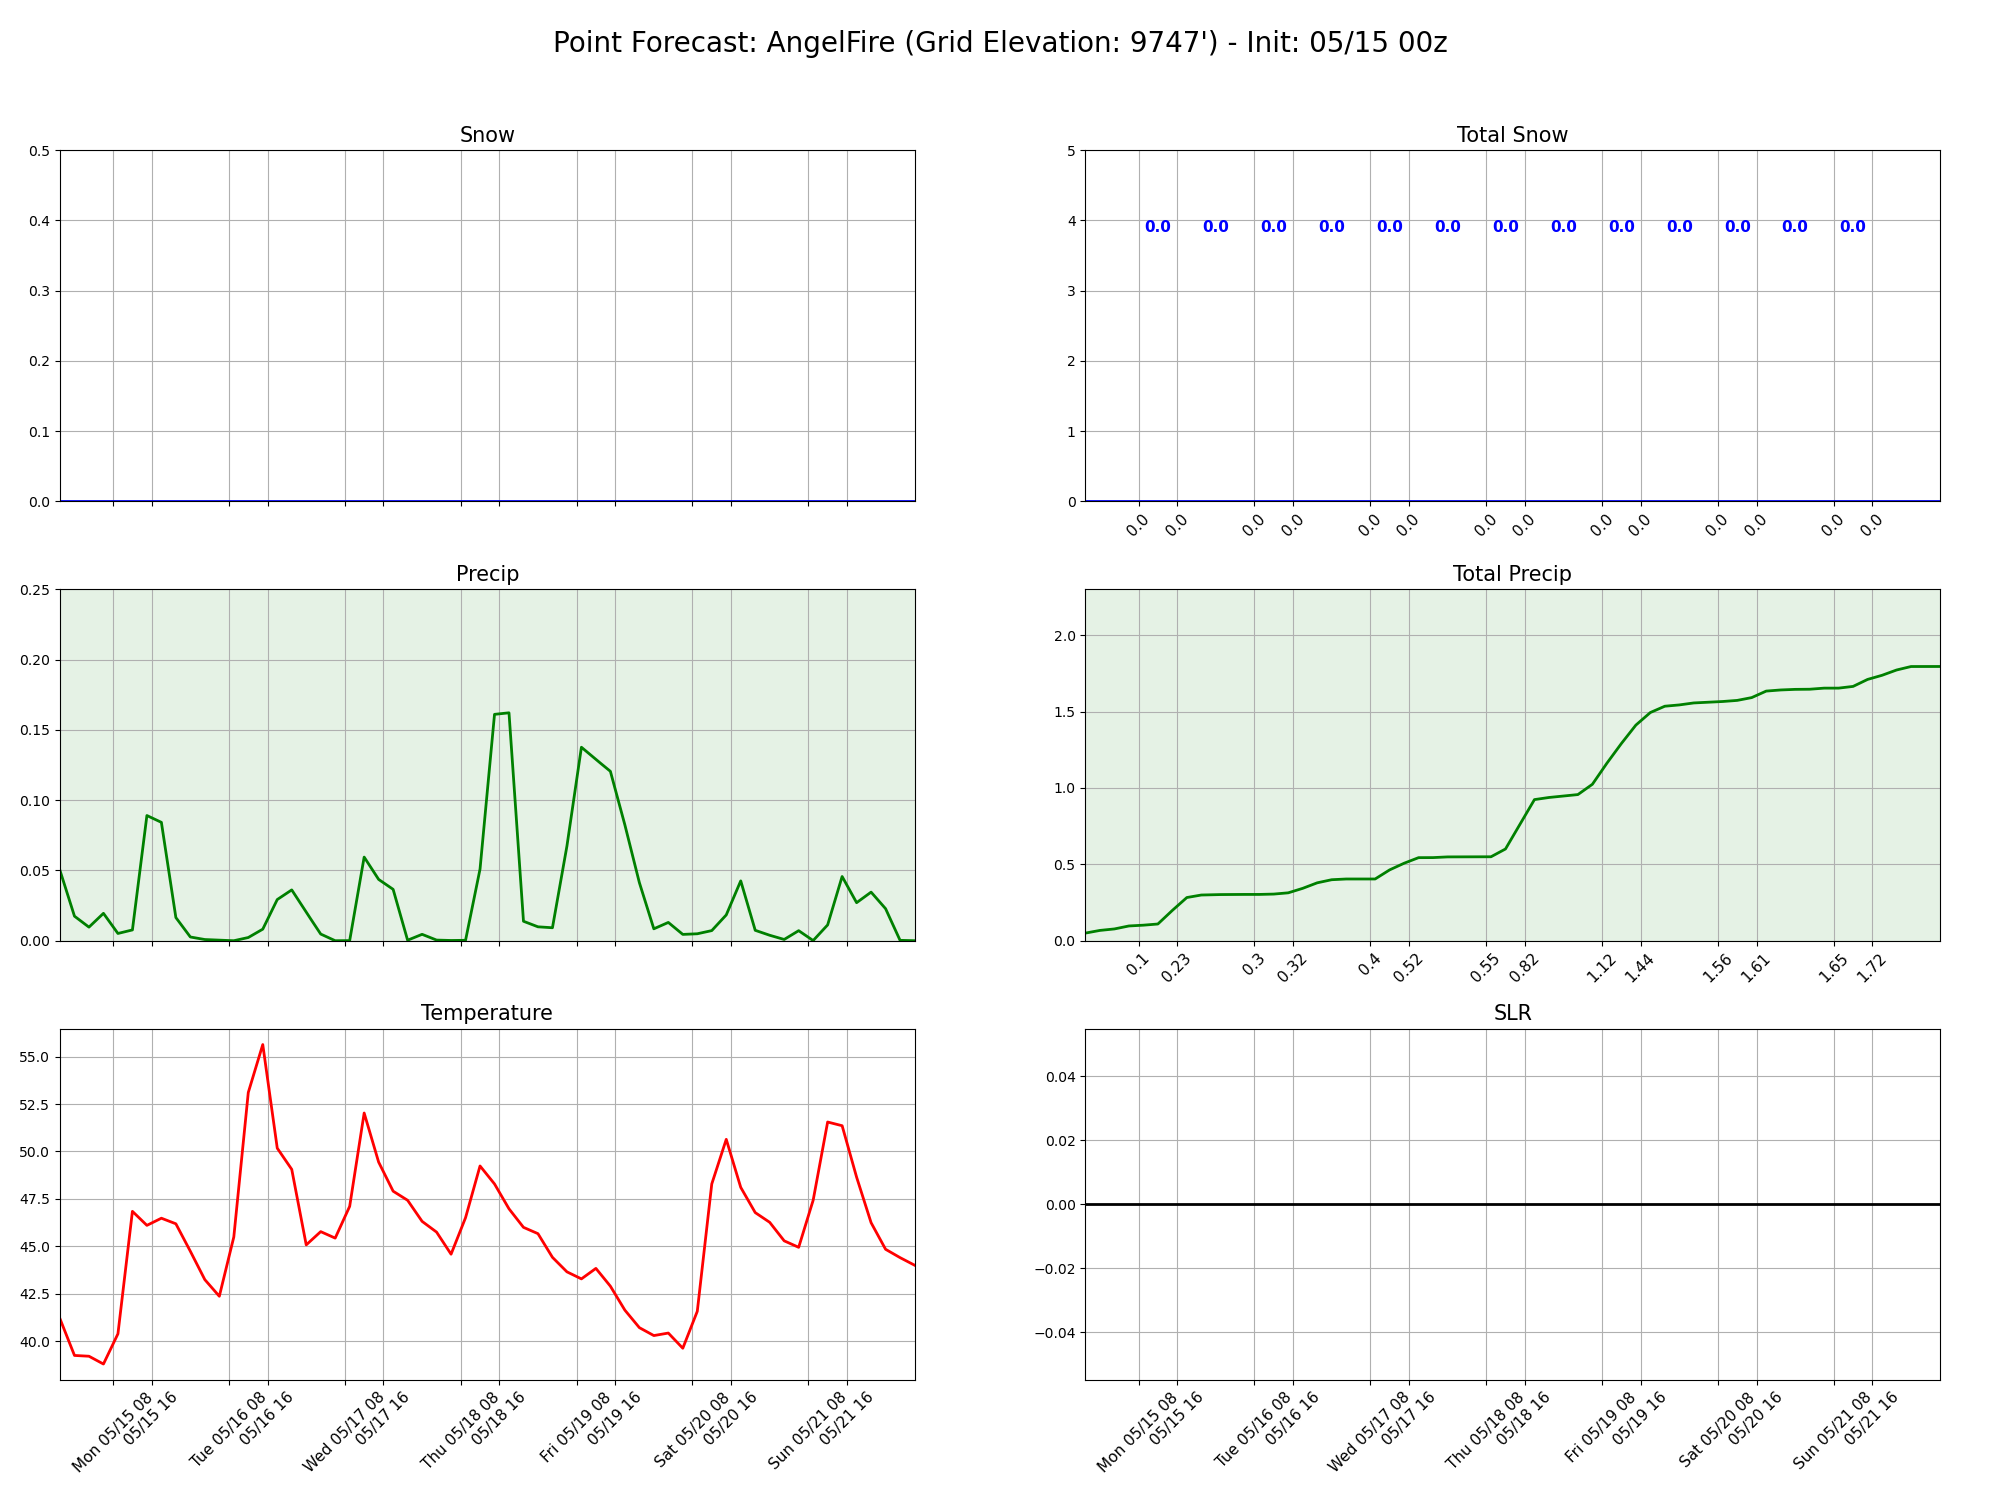 Point Forecast: AngelFire (Grid Elevation: 9747') - Init: 05/15 00z
Snow
0.5
0.4
0.3
0.2
0.1
0.0
Total Snow
5
4
3
2
1
0
0.0 0.0 0.0 0.0 0.0 0.0 0.0 0.0 0.0 0.0 0.0 0.0 0.0
0.0 0.0 0.0 0.0 0.0 0.0 0.0 0.0 0.0 0.0 0.0 0.0 0.0 0.0
Precip
0.25
0.20
0.15
0.10
0.05
0.00
Total Precip
2.0
1.5
1.0
0.5
0.0
0.1 0.23 0.3 0.32 0.4 0.52 0.55 0.82 1.12 1.44 1.56 1.61 1.65 1.72
Temperature
55.0
52.5
50.0
47.5
45.0
42.5
40.0
Mon 05/15 08
05/15 16
Tue 05/16 08
05/16 16
Wed 05/17 08
05/17 16
Thu 05/18 08
05/18 16
Fri 05/19 08
05/19 16
Sat 05/20 08
05/20 16
Sun 05/21 08
05/21 16
SLR
0.04
0.02
0.00
−0.02
−0.04
Mon 05/15 08
05/15 16
Tue 05/16 08
05/16 16
Wed 05/17 08
05/17 16
Thu 05/18 08
05/18 16
Fri 05/19 08
05/19 16
Sat 05/20 08
05/20 16
Sun 05/21 08
05/21 16